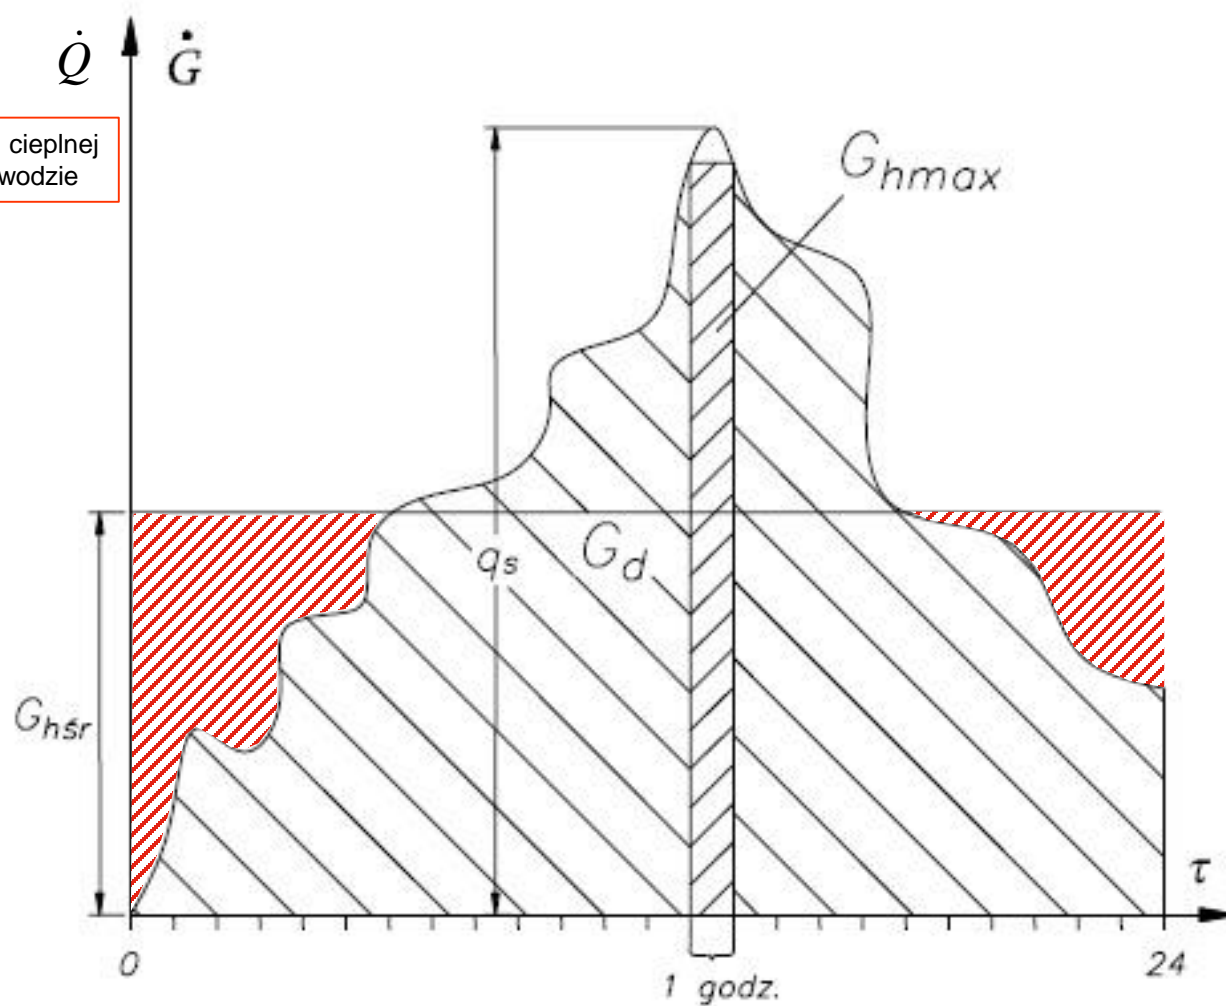 Q̇ Ġ
cieplnej
wodzie
G_hmax
q_s G_d
G_hśr
τ
0 24
1 godz.